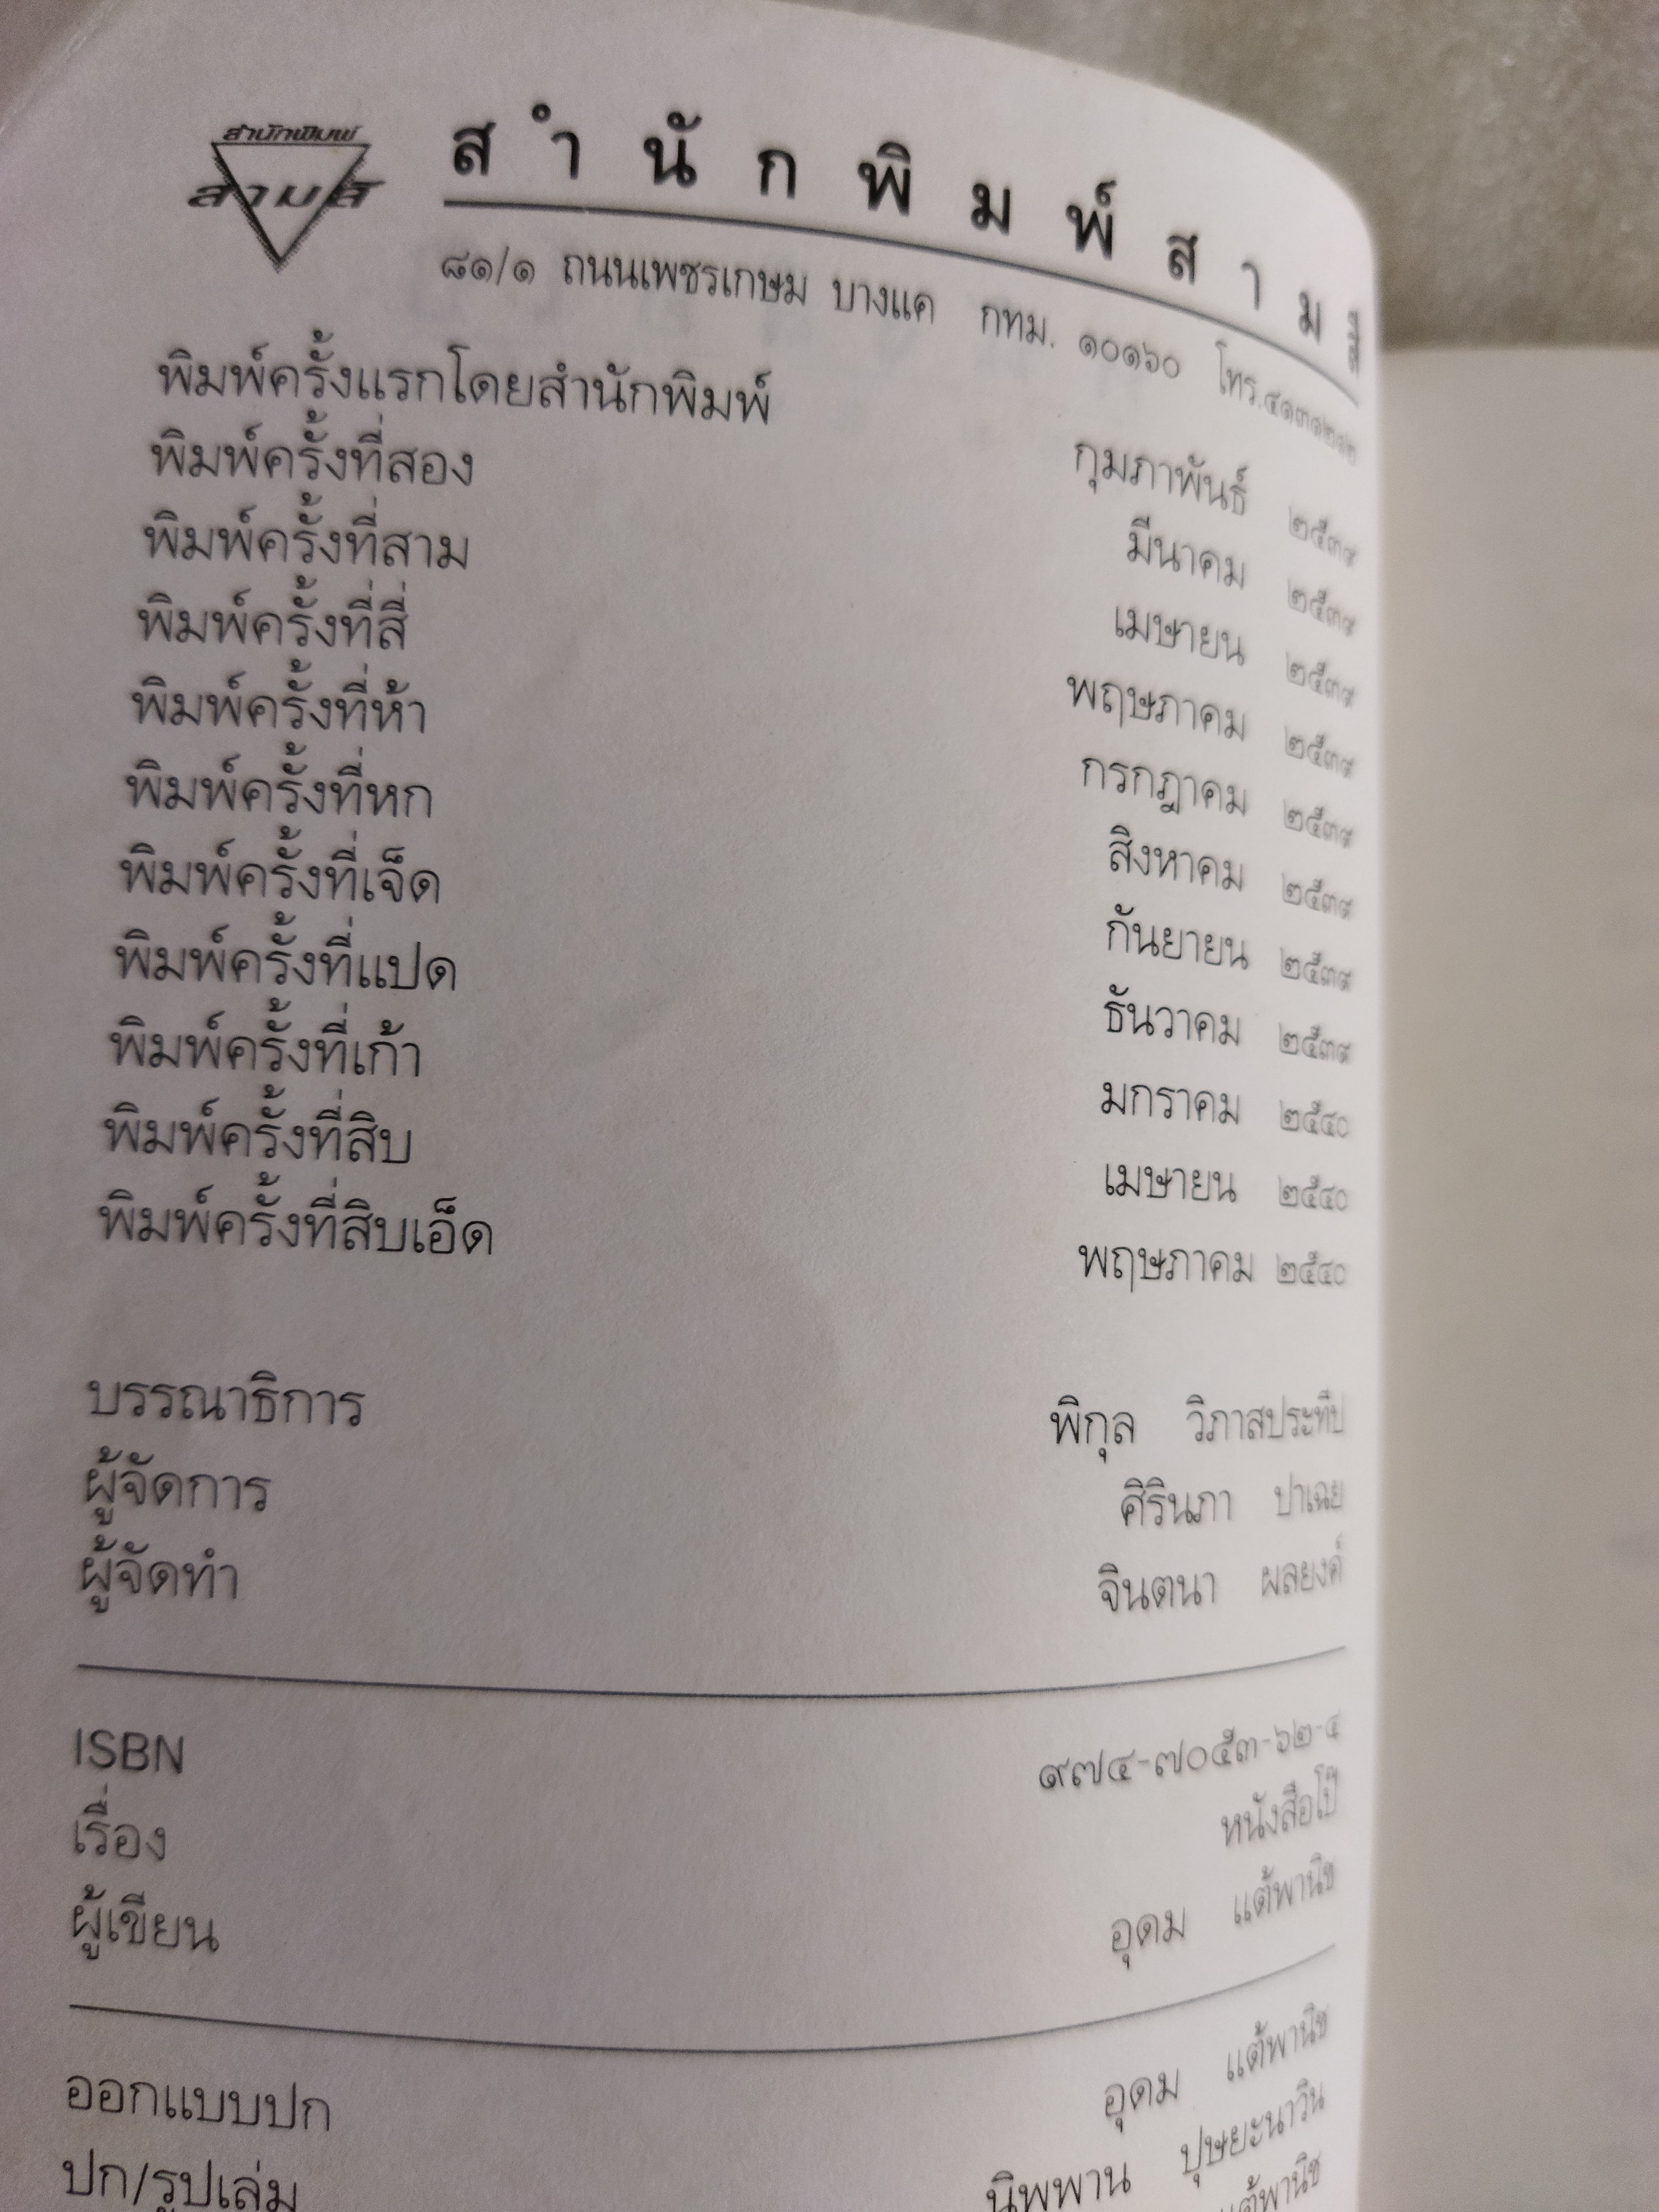 สำนักพิมพ์
สามสี
สำนักพิมพ์สามสี
๘๑/๑ ถนนเพชรเกษม บางแค กทม. ๑๐๑๖๐ โทร.๔๑๓๑๒๑๒
พิมพ์ครั้งแรกโดยสำนักพิมพ์ กุมภาพันธ์ ๒๕๓๙
พิมพ์ครั้งที่สอง มีนาคม ๒๕๓๙
พิมพ์ครั้งที่สาม เมษายน ๒๕๓๙
พิมพ์ครั้งที่สี่ พฤษภาคม ๒๕๓๙
พิมพ์ครั้งที่ห้า กรกฎาคม ๒๕๓๙
พิมพ์ครั้งที่หก สิงหาคม ๒๕๓๙
พิมพ์ครั้งที่เจ็ด กันยายน ๒๕๓๙
พิมพ์ครั้งที่แปด ธันวาคม ๒๕๓๙
พิมพ์ครั้งที่เก้า มกราคม ๒๕๔๐
พิมพ์ครั้งที่สิบ เมษายน ๒๕๔๐
พิมพ์ครั้งที่สิบเอ็ด พฤษภาคม ๒๕๔๐
บรรณาธิการ พิกุล วิภาสประทีป
ผู้จัดการ ศิรินภา ปาเฉย
ผู้จัดทำ จินตนา ผลยงค์
ISBN ๙๗๔-๗๐๕๓-๖๒-๔
เรื่อง หนังสือโป๊
ผู้เขียน อุดม แต้พานิช
ออกแบบปก อุดม แต้พานิช
ปก/รูปเล่ม นิพพาน ปุษยะนาวิน
แต้พานิช